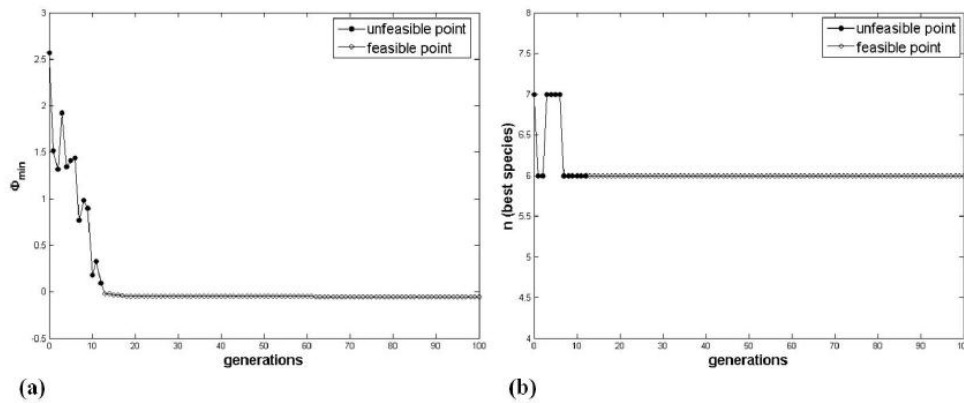 3
2.5
2
1.5
1
0.5
0
-0.5
Φmin
0 10 20 30 40 50 60 70 80 90 100
generations
unfeasible point
feasible point
(a)
8
7.5
7
6.5
6
5.5
5
4.5
4
n (best species)
0 10 20 30 40 50 60 70 80 90 100
generations
unfeasible point
feasible point
(b)